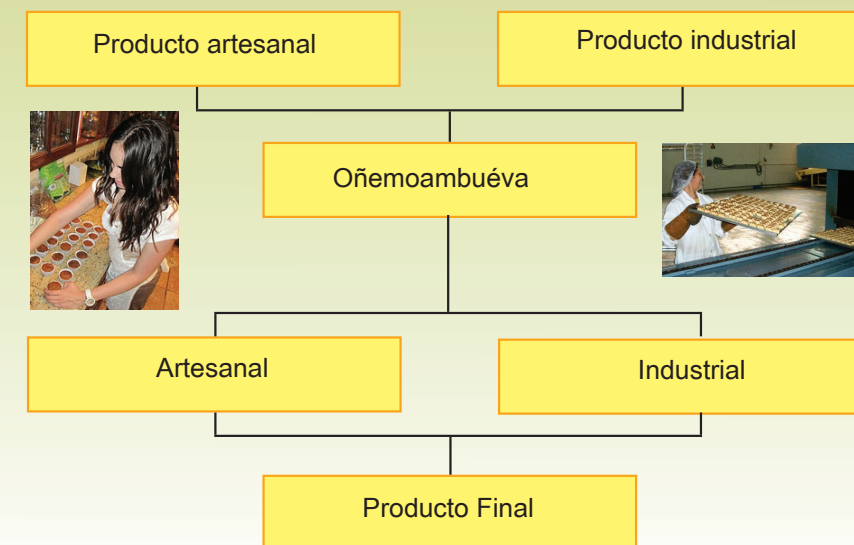 Producto artesanal
Producto industrial
Oñemoambuéva
Artesanal
Industrial
Producto Final